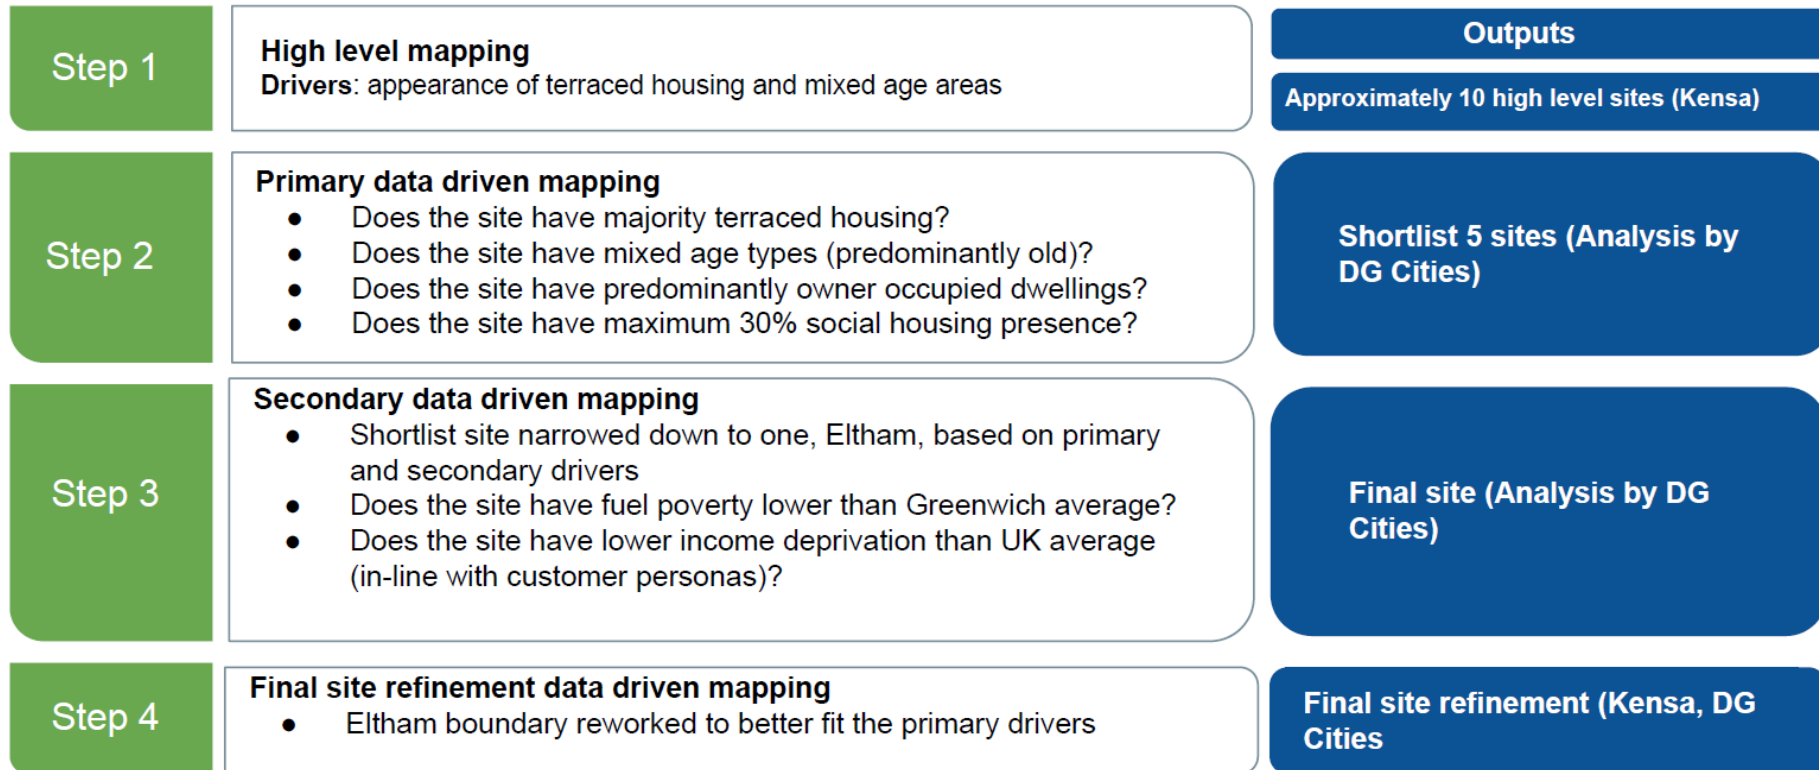 Step 1
High level mapping
Drivers: appearance of terraced housing and mixed age areas
Outputs
Approximately 10 high level sites (Kensa)
Step 2
Primary data driven mapping
● Does the site have majority terraced housing?
● Does the site have mixed age types (predominantly old)?
● Does the site have predominantly owner occupied dwellings?
● Does the site have maximum 30% social housing presence?
Shortlist 5 sites (Analysis by
DG Cities)
Step 3
Secondary data driven mapping
● Shortlist site narrowed down to one, Eltham, based on primary
and secondary drivers
● Does the site have fuel poverty lower than Greenwich average?
● Does the site have lower income deprivation than UK average
(in-line with customer personas)?
Final site (Analysis by DG
Cities)
Step 4
Final site refinement data driven mapping
● Eltham boundary reworked to better fit the primary drivers
Final site refinement (Kensa, DG
Cities